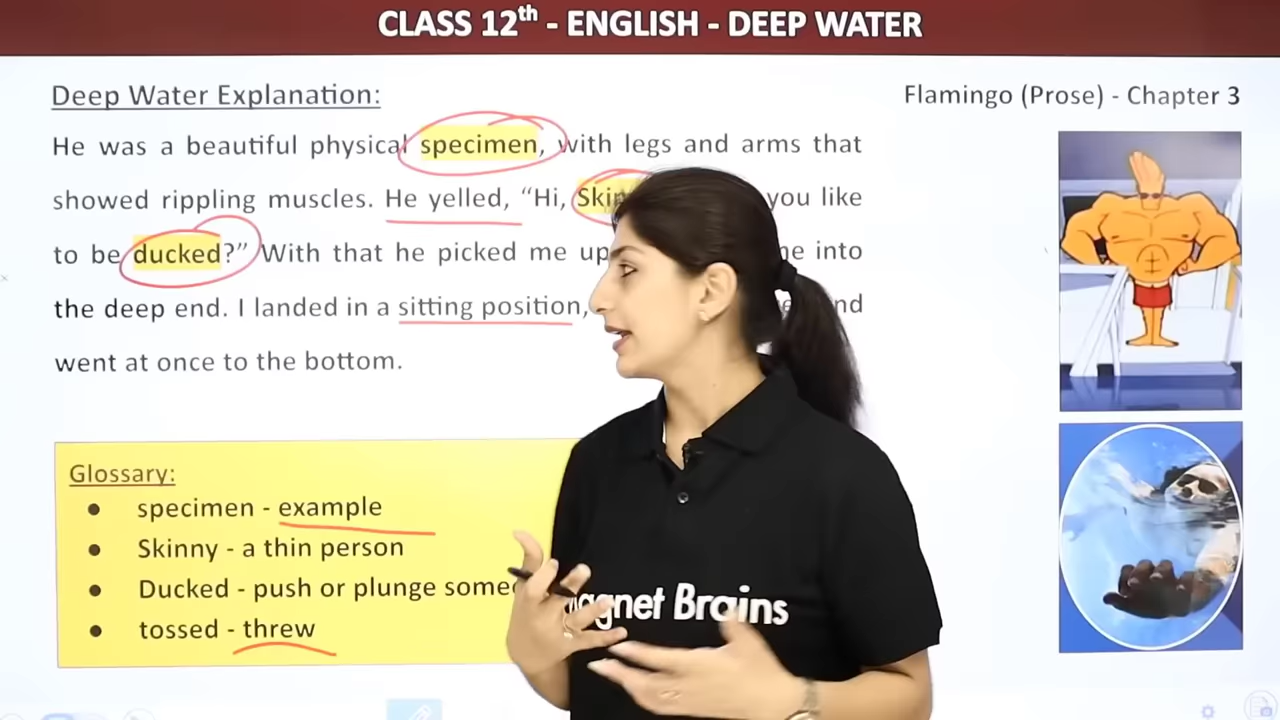 CLASS 12th - ENGLISH - DEEP WATER
Deep Water Explanation:
Flamingo (Prose) - Chapter 3
He was a beautiful physical specimen, with legs and arms that
showed rippling muscles. He yelled, “Hi, you like
to be ducked?” With that he picked me up into
the deep end. I landed in a sitting position,
went at once to the bottom.
Glossary:
● specimen - example
● Skinny - a thin person
● Ducked - push or plunge
● tossed - threw
Brains